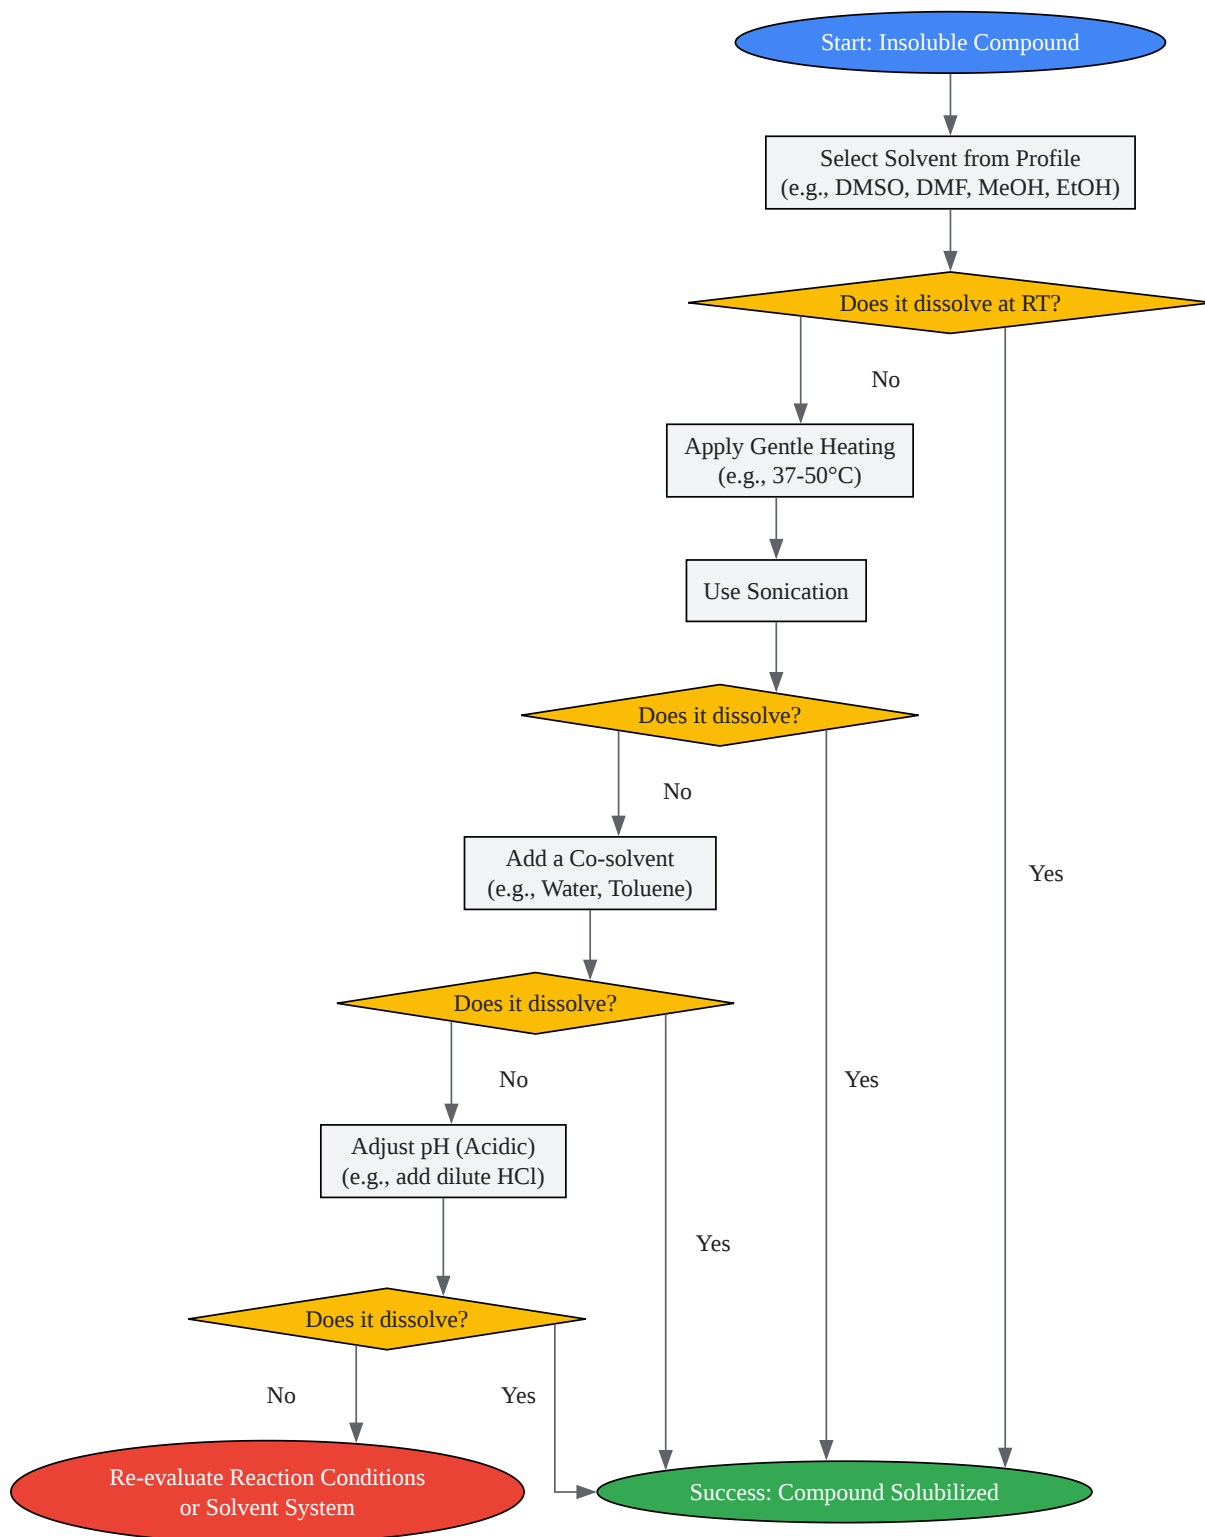 Start: Insoluble Compound
Select Solvent from Profile
(e.g., DMSO, DMF, MeOH, EtOH)
Does it dissolve at RT?
No
Apply Gentle Heating
(e.g., 37-50°C)
Use Sonication
Does it dissolve?
No
Add a Co-solvent
(e.g., Water, Toluene)
Yes
Does it dissolve?
No
Yes
Adjust pH (Acidic)
(e.g., add dilute HCl)
Yes
Does it dissolve?
No
Yes
Re-evaluate Reaction Conditions
or Solvent System
Success: Compound Solubilized